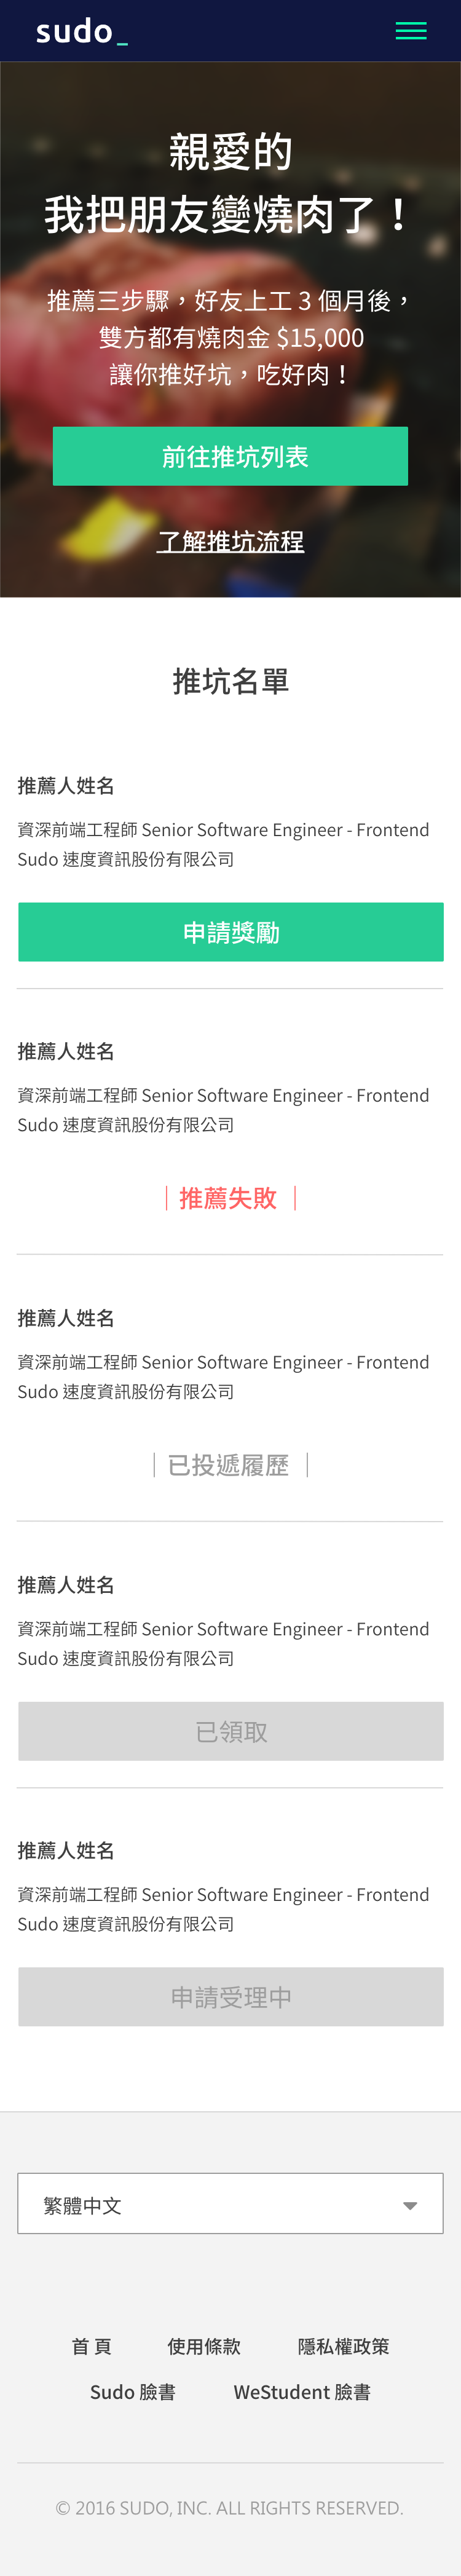 sudo_
親愛的
我把朋友變燒肉了！
推薦三步驟，好友上工 3 個月後，
雙方都有燒肉金 $15,000
讓你推好坑，吃好肉！
前往推坑列表
了解推坑流程
推坑名單
推薦人姓名
資深前端工程師 Senior Software Engineer - Frontend
Sudo 速度資訊股份有限公司
申請獎勵
推薦人姓名
資深前端工程師 Senior Software Engineer - Frontend
Sudo 速度資訊股份有限公司
｜推薦失敗 ｜
推薦人姓名
資深前端工程師 Senior Software Engineer - Frontend
Sudo 速度資訊股份有限公司
｜已投遞履歷 ｜
推薦人姓名
資深前端工程師 Senior Software Engineer - Frontend
Sudo 速度資訊股份有限公司
已領取
推薦人姓名
資深前端工程師 Senior Software Engineer - Frontend
Sudo 速度資訊股份有限公司
申請受理中
繁體中文
首 頁 使用條款 隱私權政策
Sudo 臉書 WeStudent 臉書
© 2016 SUDO, INC. ALL RIGHTS RESERVED.